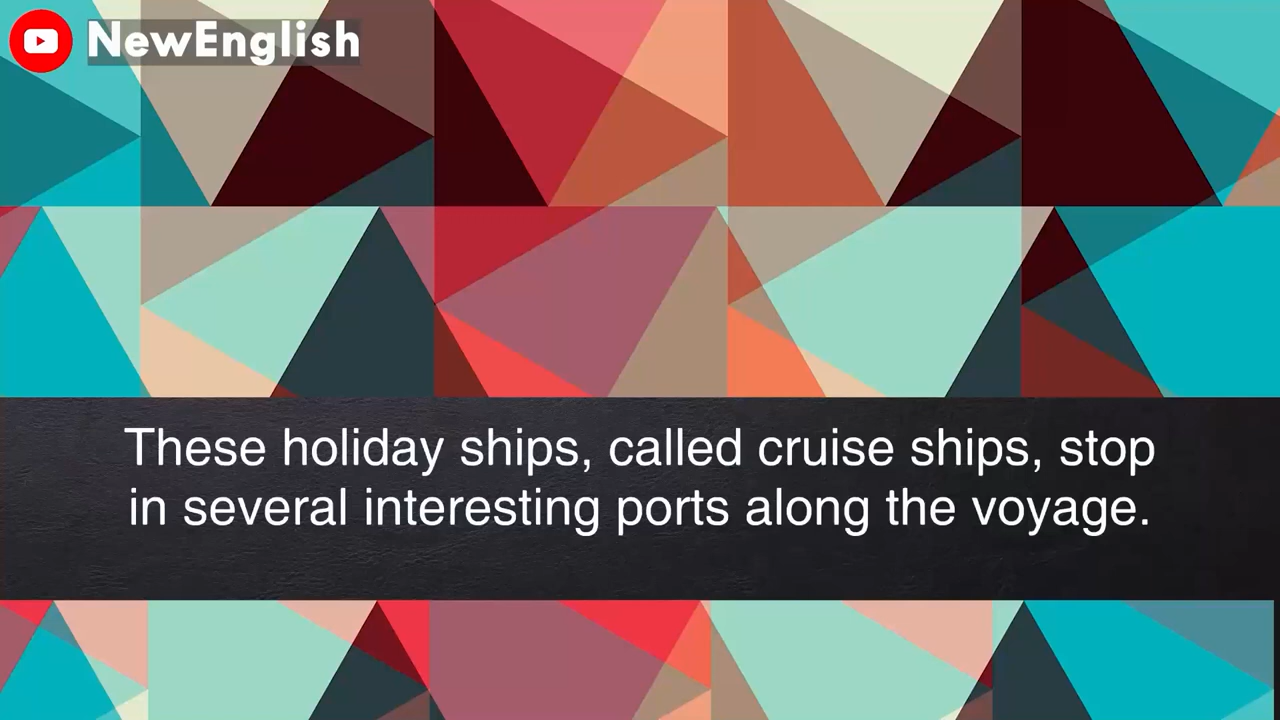 NewEnglish
These holiday ships, called cruise ships, stop
in several interesting ports along the voyage.